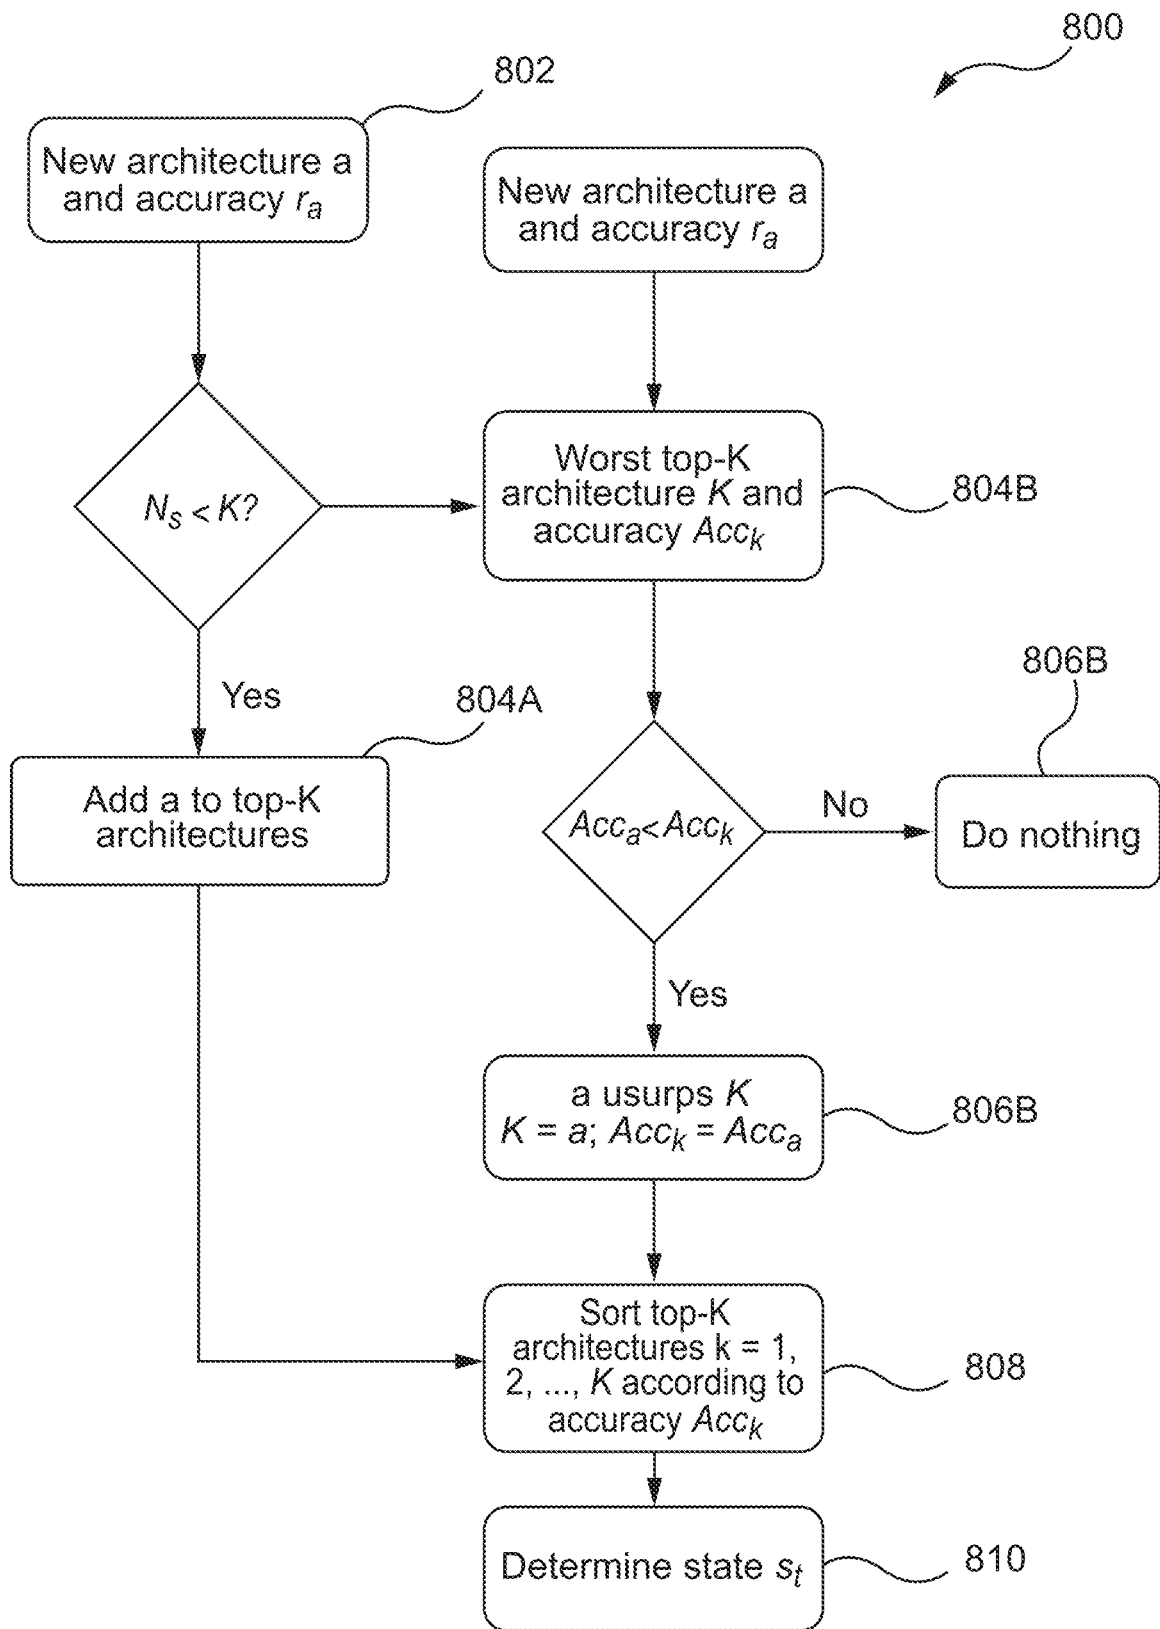 800
802
New architecture a
and accuracy r_a
New architecture a
and accuracy r_a
N_s < K?
Worst top-K
architecture K and
accuracy Acc_k
804B
Yes
804A
806B
Add a to top-K
architectures
Acc_a<Acc_k
No
Do nothing
Yes
a usurps K
K = a; Acc_k = Acc_a
806B
Sort top-K
architectures k = 1,
2, ..., K according to
accuracy Acc_k
808
Determine state s_t
810